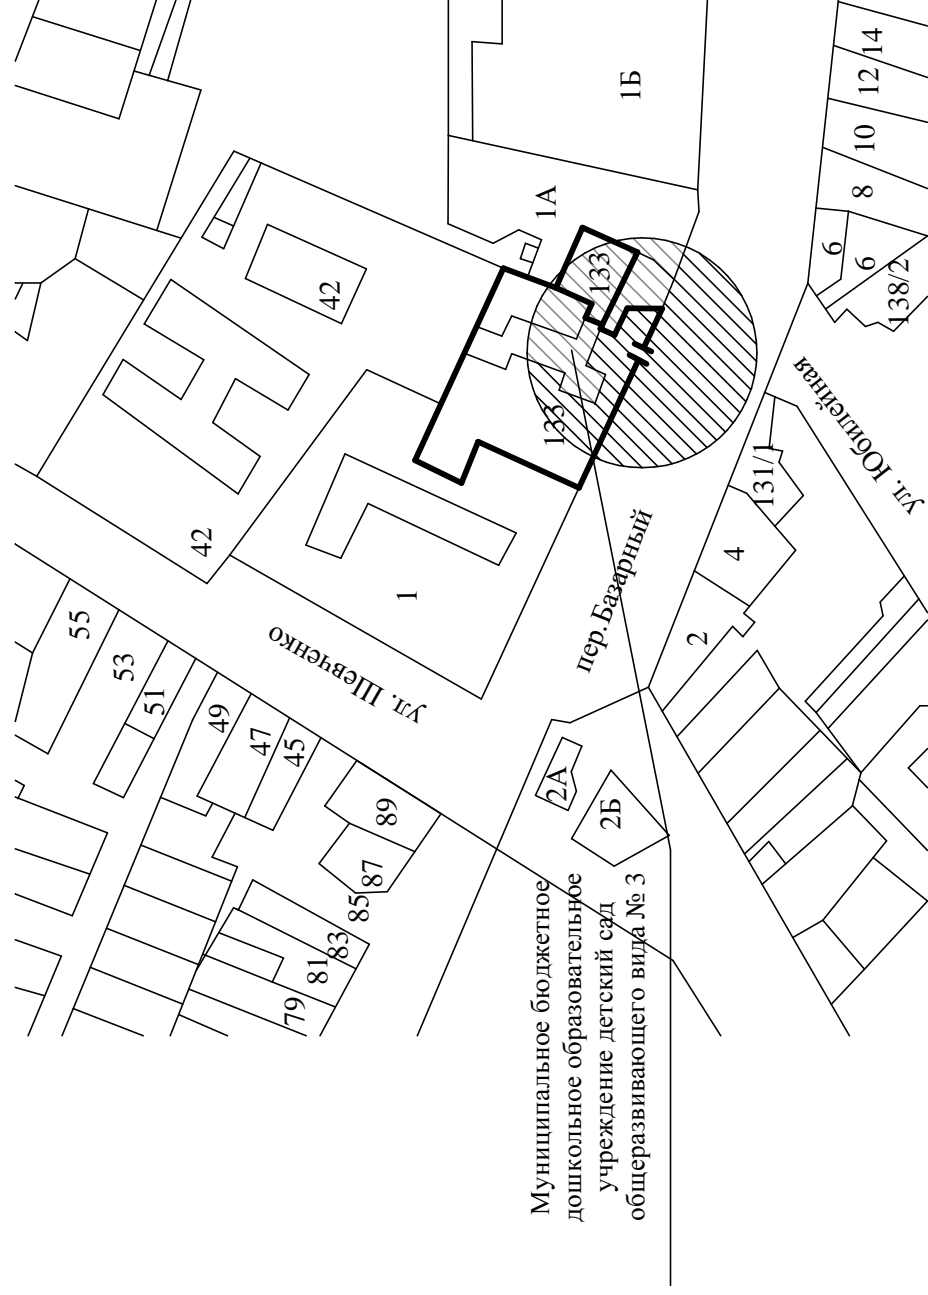 Муниципальное бюджетное
дошкольное образовательное
учреждение детский сад
общеразвивающего вида № 3
79
81
83
85
87
89
45
47
49
51
53
55
2А
2Б
ул. Шевченко
1
42
42
пер.Базарный
133
133
1А
1Б
2
4
131/1
ул. Юбилейная
138/2
6
6
8
10
12
14